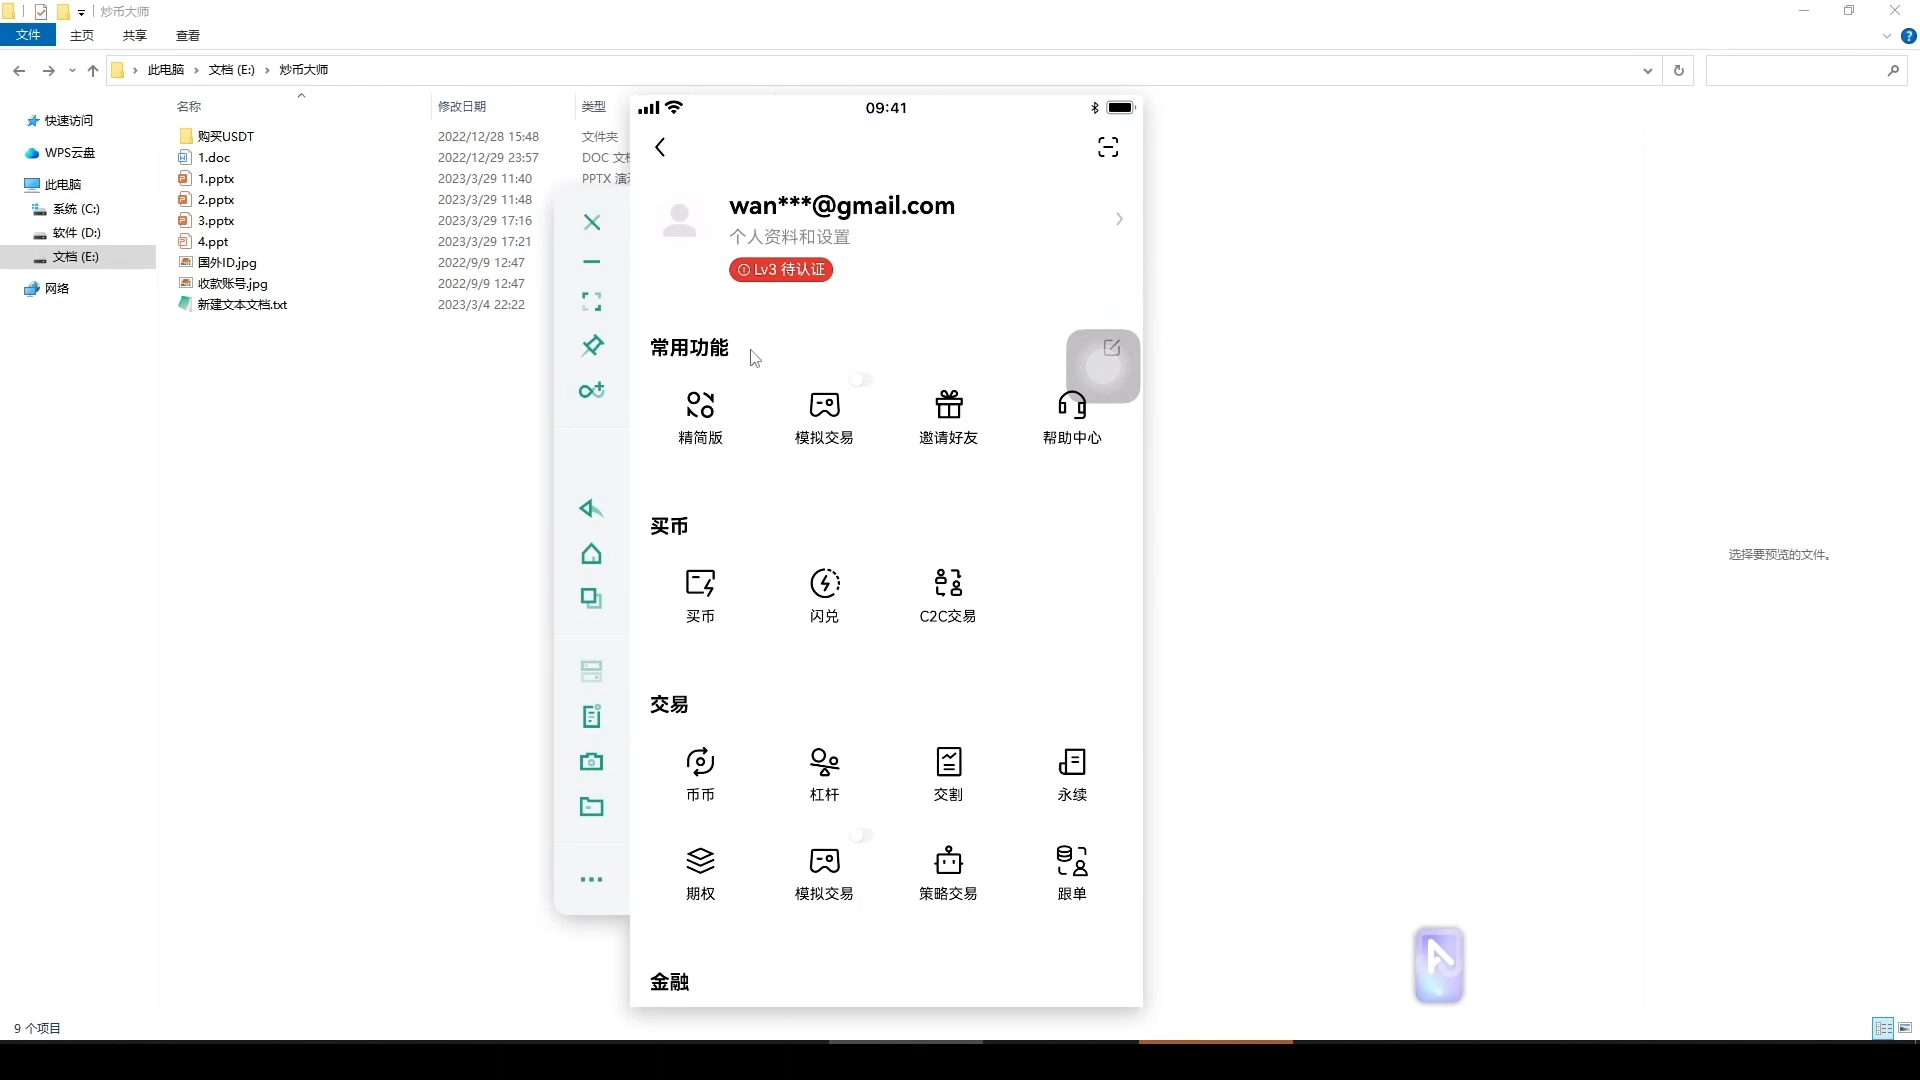 炒币大师
文件 主页 共享 查看
此电脑 › 文档 (E:) › 炒币大师
名称 修改日期 类型
快速访问
WPS云盘
此电脑
系统 (C:)
软件 (D:)
文档 (E:)
网络
购买USDT 2022/12/28 15:48 文件夹
1.doc 2022/12/29 23:57 DOC 文
1.pptx 2023/3/29 11:40 PPTX 演
2.pptx 2023/3/29 11:48
3.pptx 2023/3/29 17:16
4.ppt 2023/3/29 17:21
国外ID.jpg 2022/9/9 12:47
收款账号.jpg 2022/9/9 12:47
新建文本文档.txt 2023/3/4 22:22
09:41
wan***@gmail.com
个人资料和设置
Lv3 待认证
常用功能
精简版 模拟交易 邀请好友 帮助中心
买币
买币 闪兑 C2C交易
交易
币币 杠杆 交割 永续
期权 模拟交易 策略交易 跟单
金融
选择要预览的文件。
9 个项目